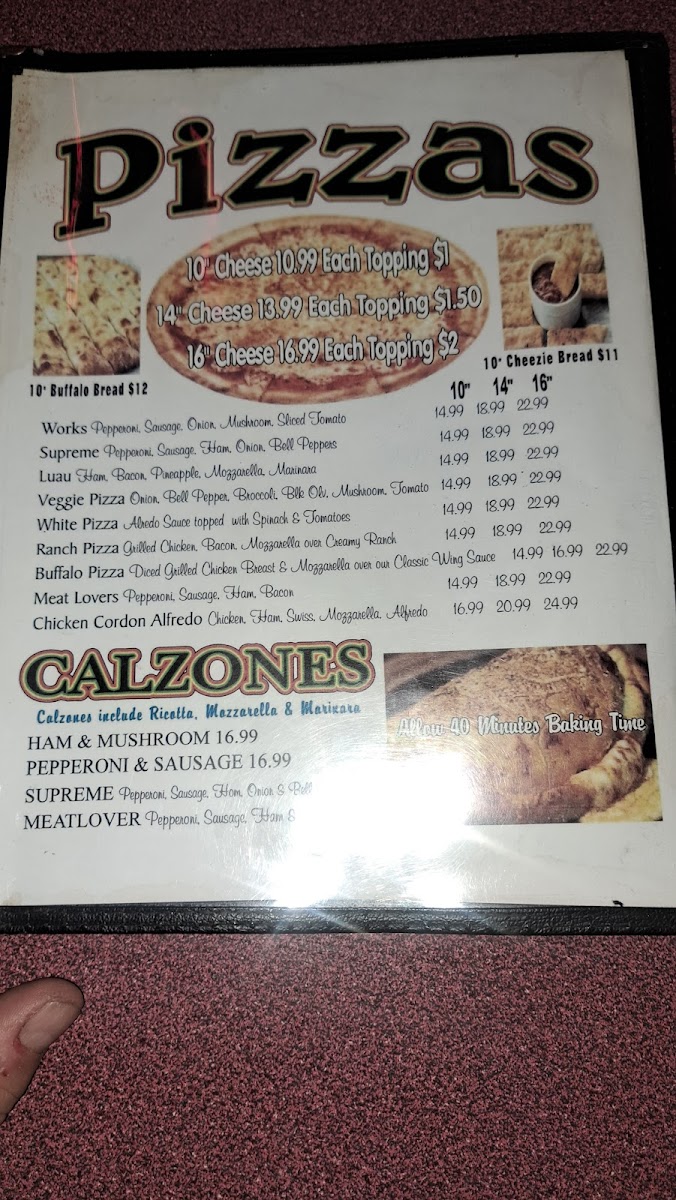 Pizzas
10" Cheese 10.99 Each Topping $1
14" Cheese 13.99 Each Topping $1.50
16" Cheese 16.99 Each Topping $2
10" Buffalo Bread $12
10" Cheezie Bread $11
10" 14" 16"
Works Pepperoni, Sausage, Onion, Mushroom, Sliced Tomato 14.99 18.99 22.99
Supreme Pepperoni, Sausage, Ham, Onion, Bell Peppers 14.99 18.99 22.99
Luau Ham, Bacon, Pineapple, Mozzarella, Marinara 14.99 18.99 22.99
Veggie Pizza Onion, Bell Pepper, Broccoli, Blk Olv, Mushroom, Tomato 14.99 18.99 22.99
White Pizza Alredo Sauce topped with Spinach & Tomatoes 14.99 18.99 22.99
Ranch Pizza Grilled Chicken, Bacon, Mozzarella over Creamy Ranch 14.99 18.99 22.99
Buffalo Pizza Diced Grilled Chicken Breast & Mozzarella over our Classic Wing Sauce 14.99 16.99 22.99
Meat Lovers Pepperoni, Sausage, Ham, Bacon 14.99 18.99 22.99
Chicken Cordon Alfredo Chicken, Ham, Swiss, Mozzarella, Alfredo 16.99 20.99 24.99
CALZONES
Calzones include Ricotta, Mozzarella & Marinara
Allow 40 Minutes Baking Time
HAM & MUSHROOM 16.99
PEPPERONI & SAUSAGE 16.99
SUPREME Pepperoni, Sausage, Ham, Onion & Bell
MEATLOVER Pepperoni, Sausage, Ham &